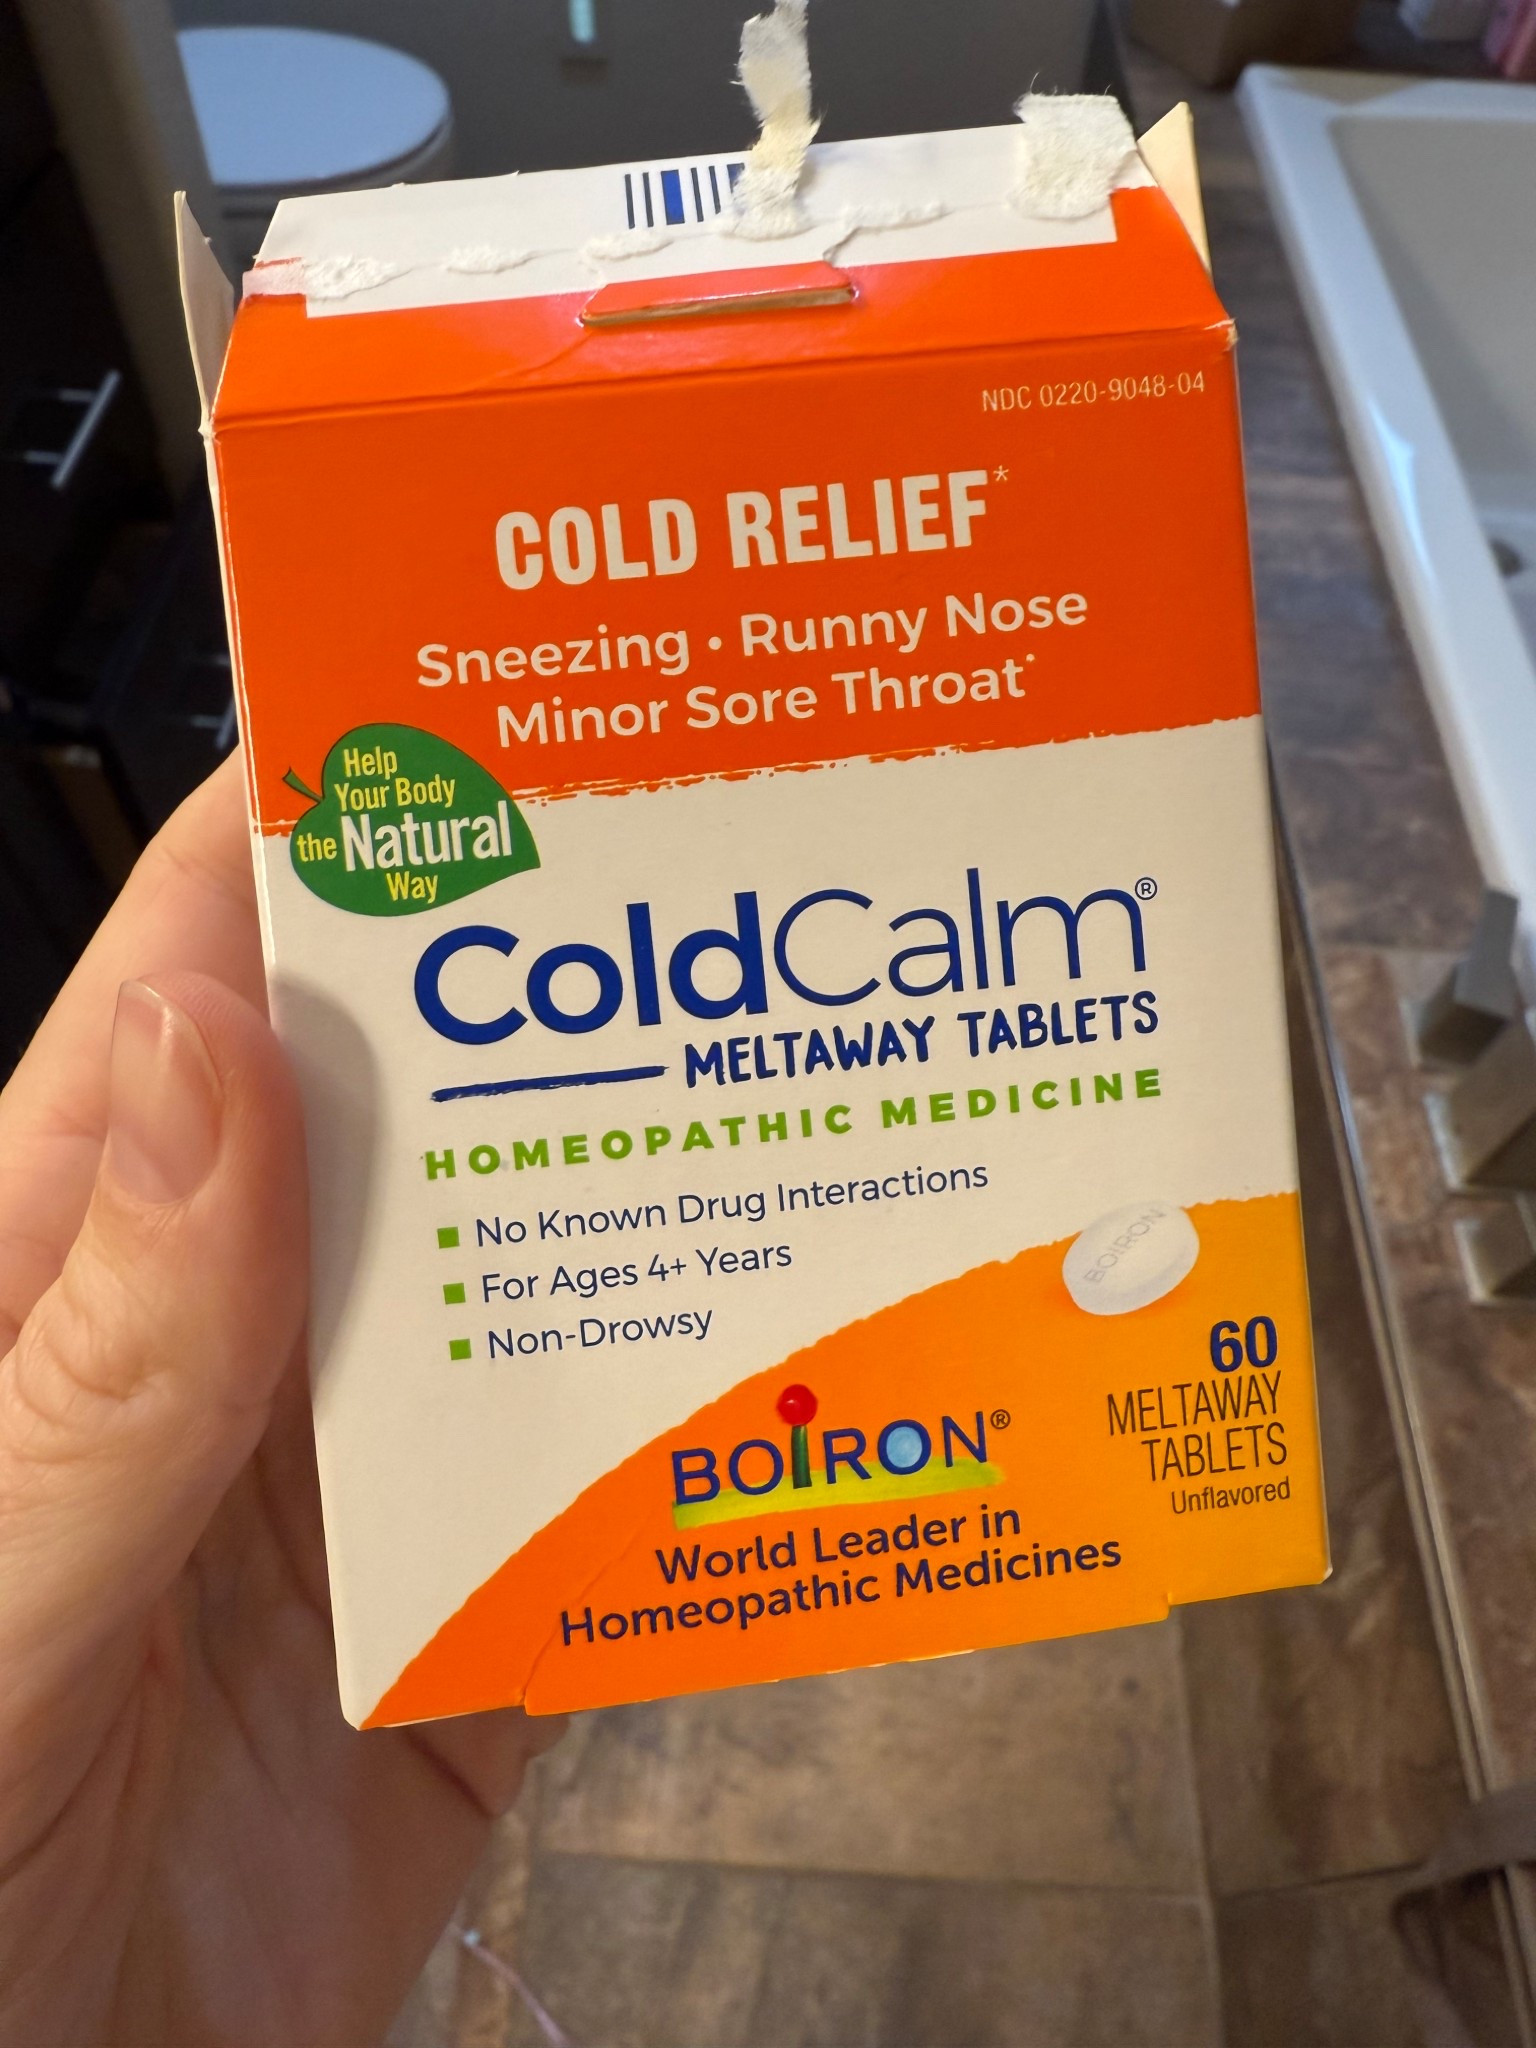 NDC 0220-9048-04
COLD RELIEF*
Sneezing • Runny Nose
Minor Sore Throat*
Help
Your Body
the Natural
Way
ColdCalm®
MELTAWAY TABLETS
HOMEOPATHIC MEDICINE
■ No Known Drug Interactions
■ For Ages 4+ Years
■ Non-Drowsy
BOIRON
60
MELTAWAY
TABLETS
Unflavored
BOIRON®
World Leader in
Homeopathic Medicines